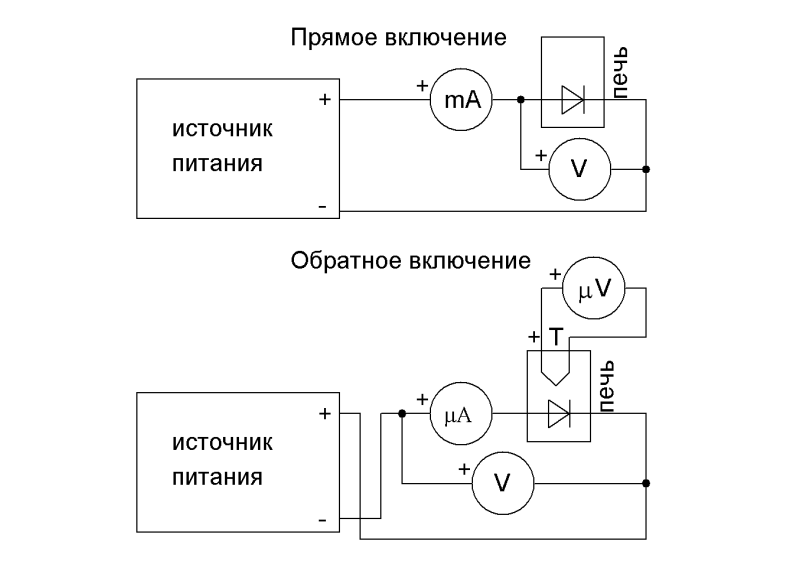 Прямое включение
+
mA
печь
источник
питания
+
V
-
Обратное включение
+
μV
+ T
печь
+
+
μA
источник
питания
+
V
-